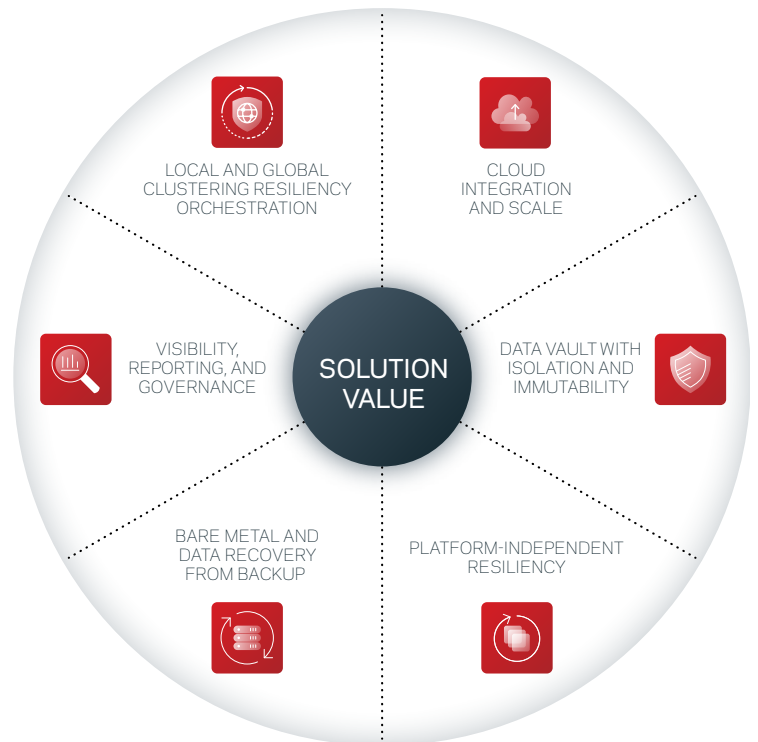 LOCAL AND GLOBAL
CLUSTERING RESILIENCY
ORCHESTRATION
CLOUD
INTEGRATION
AND SCALE
VISIBILITY,
REPORTING, AND
GOVERNANCE
SOLUTION
VALUE
DATA VAULT WITH
ISOLATION AND
IMMUTABILITY
BARE METAL AND
DATA RECOVERY
FROM BACKUP
PLATFORM-INDEPENDENT
RESILIENCY